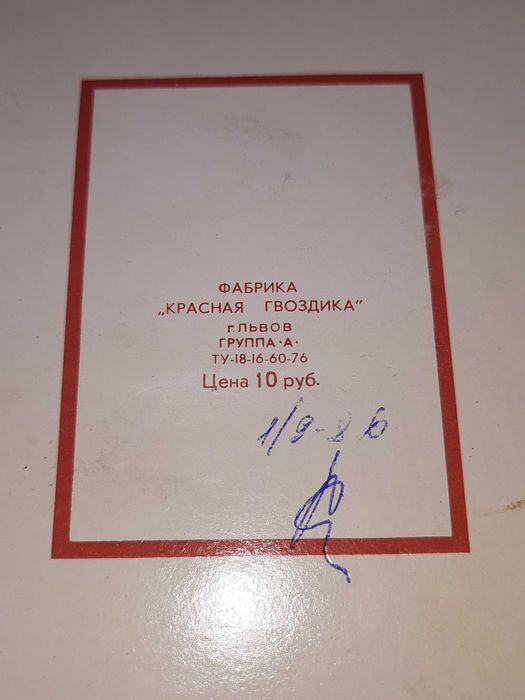 ФАБРИКА
„КРАСНАЯ ГВОЗДИКА”
г.ЛЬВОВ
ГРУППА·А·
ТУ-18-16-60-76
Цена 10 руб.
1/9-86